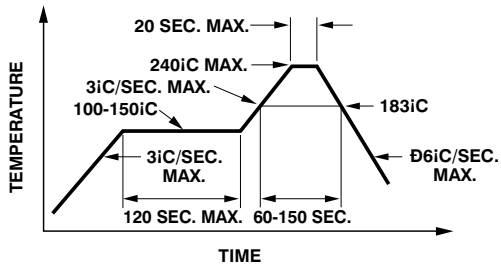 20 SEC. MAX.
240iC MAX.
3iC/SEC. MAX.
100-150iC
183iC
3iC/SEC.
MAX.
Ð6iC/SEC.
MAX.
120 SEC. MAX.
60-150 SEC.
TEMPERATURE
TIME